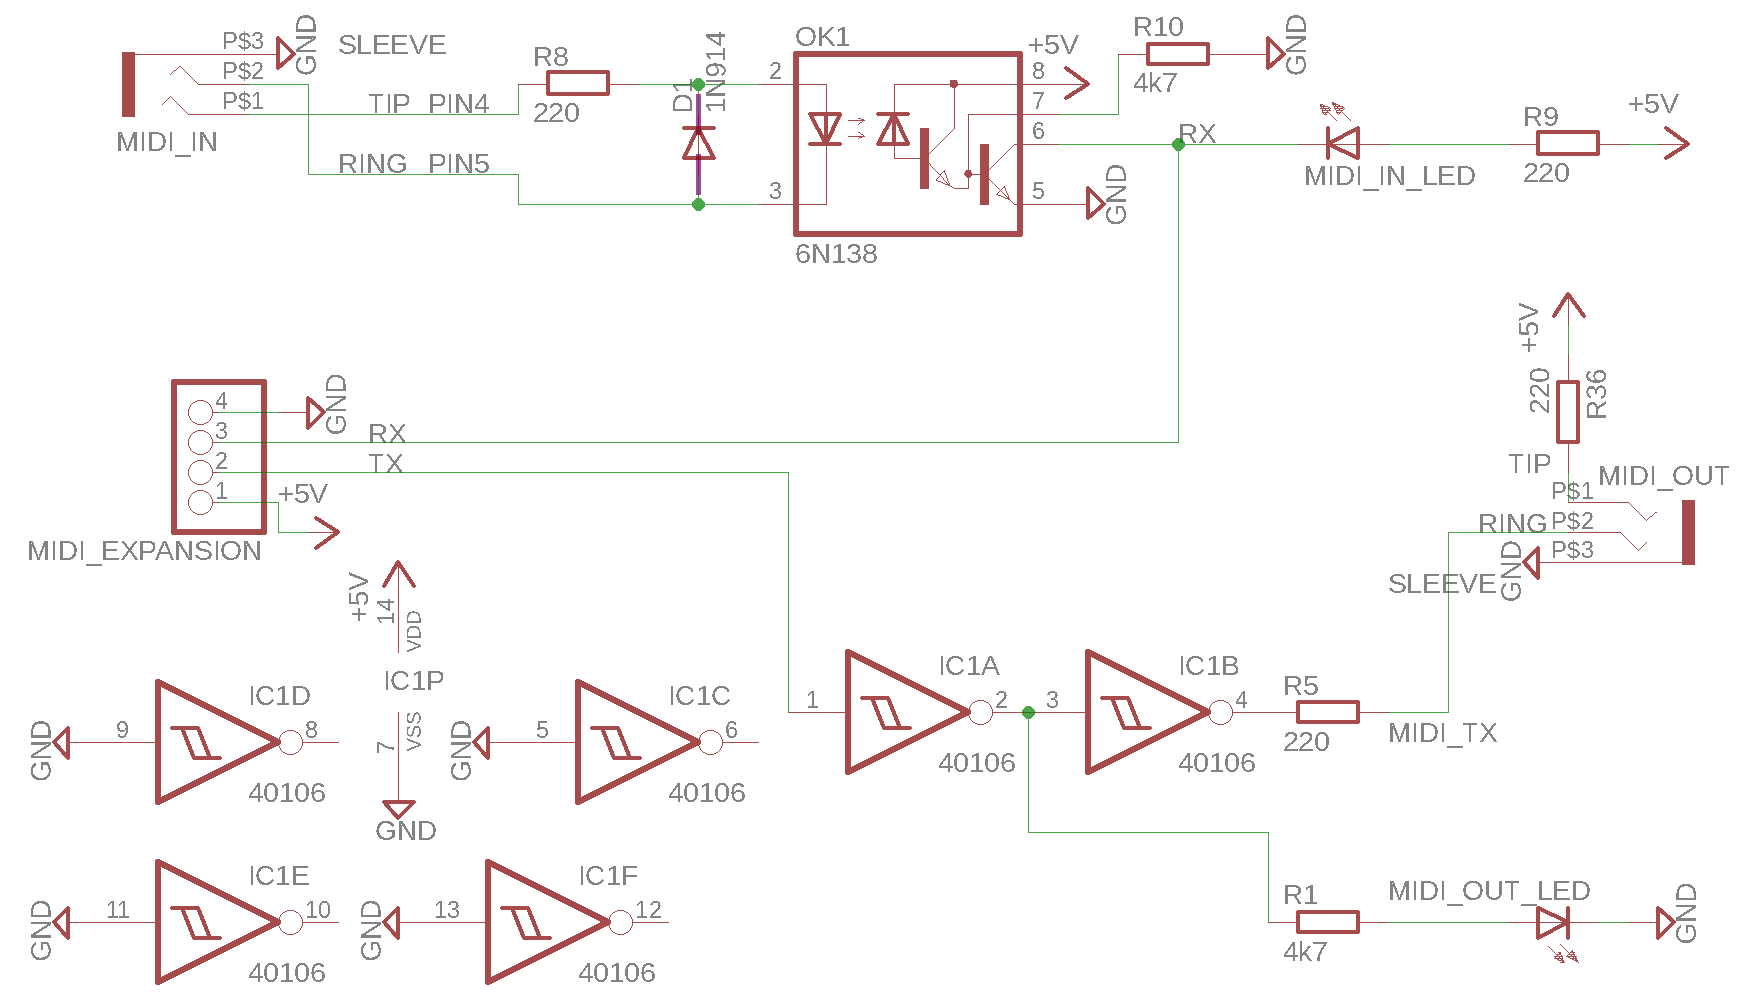 P$3
GND
SLEEVE
P$2
P$1
TIP PIN4
MIDI_IN
RING PIN5
R8
220
D1
1N914
OK1
2
3
8
7
6
5
6N138
+5V
R10
4k7
GND
RX
GND
MIDI_IN_LED
R9
220
+5V
4
3
2
1
GND
RX
TX
+5V
MIDI_EXPANSION
+5V
220
R36
TIP
MIDI_OUT
P$1
RING
P$2
P$3
SLEEVE
GND
+5V
14
VDD
IC1P
7
VSS
GND
IC1D
GND
9
8
40106
IC1C
GND
5
6
40106
IC1A
1
2
40106
IC1B
3
4
40106
R5
220
MIDI_TX
IC1E
GND
11
10
40106
IC1F
GND
13
12
40106
R1
4k7
MIDI_OUT_LED
GND